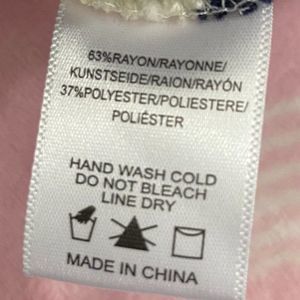 63%RAYON/RAYONNE/
KUNSTSEIDE/RAION/RAYÓN
37%POLYESTER/POLIESTERE/
POLIÉSTER
HAND WASH COLD
DO NOT BLEACH
LINE DRY
MADE IN CHINA